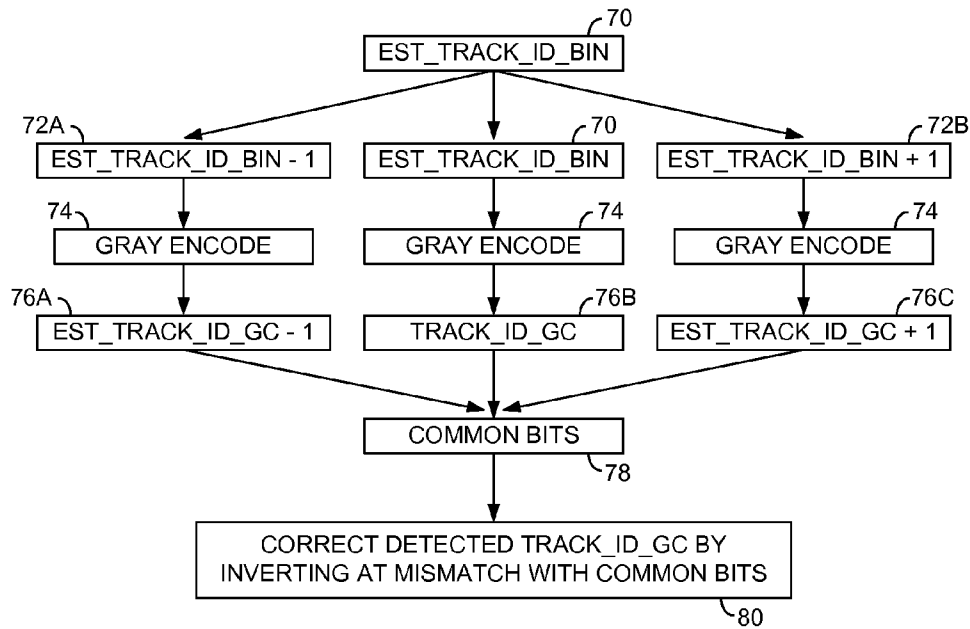 70
EST_TRACK_ID_BIN
72A
70
72B
EST_TRACK_ID_BIN - 1
EST_TRACK_ID_BIN
EST_TRACK_ID_BIN + 1
74
74
74
GRAY ENCODE
GRAY ENCODE
GRAY ENCODE
76A
76B
76C
EST_TRACK_ID_GC - 1
TRACK_ID_GC
EST_TRACK_ID_GC + 1
COMMON BITS
78
CORRECT DETECTED TRACK_ID_GC BY
INVERTING AT MISMATCH WITH COMMON BITS
80